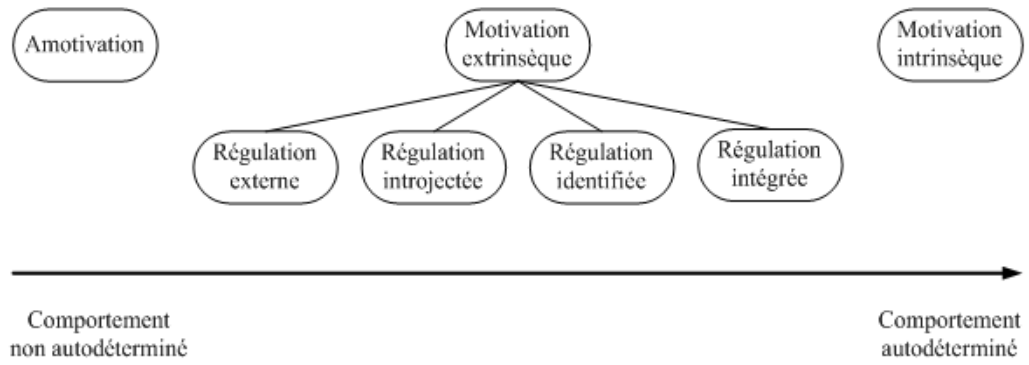 Amotivation
Motivation
extrinsèque
Motivation
intrinsèque
Régulation
externe
Régulation
introjectée
Régulation
identifiée
Régulation
intégrée
Comportement
non autodéterminé
Comportement
autodéterminé